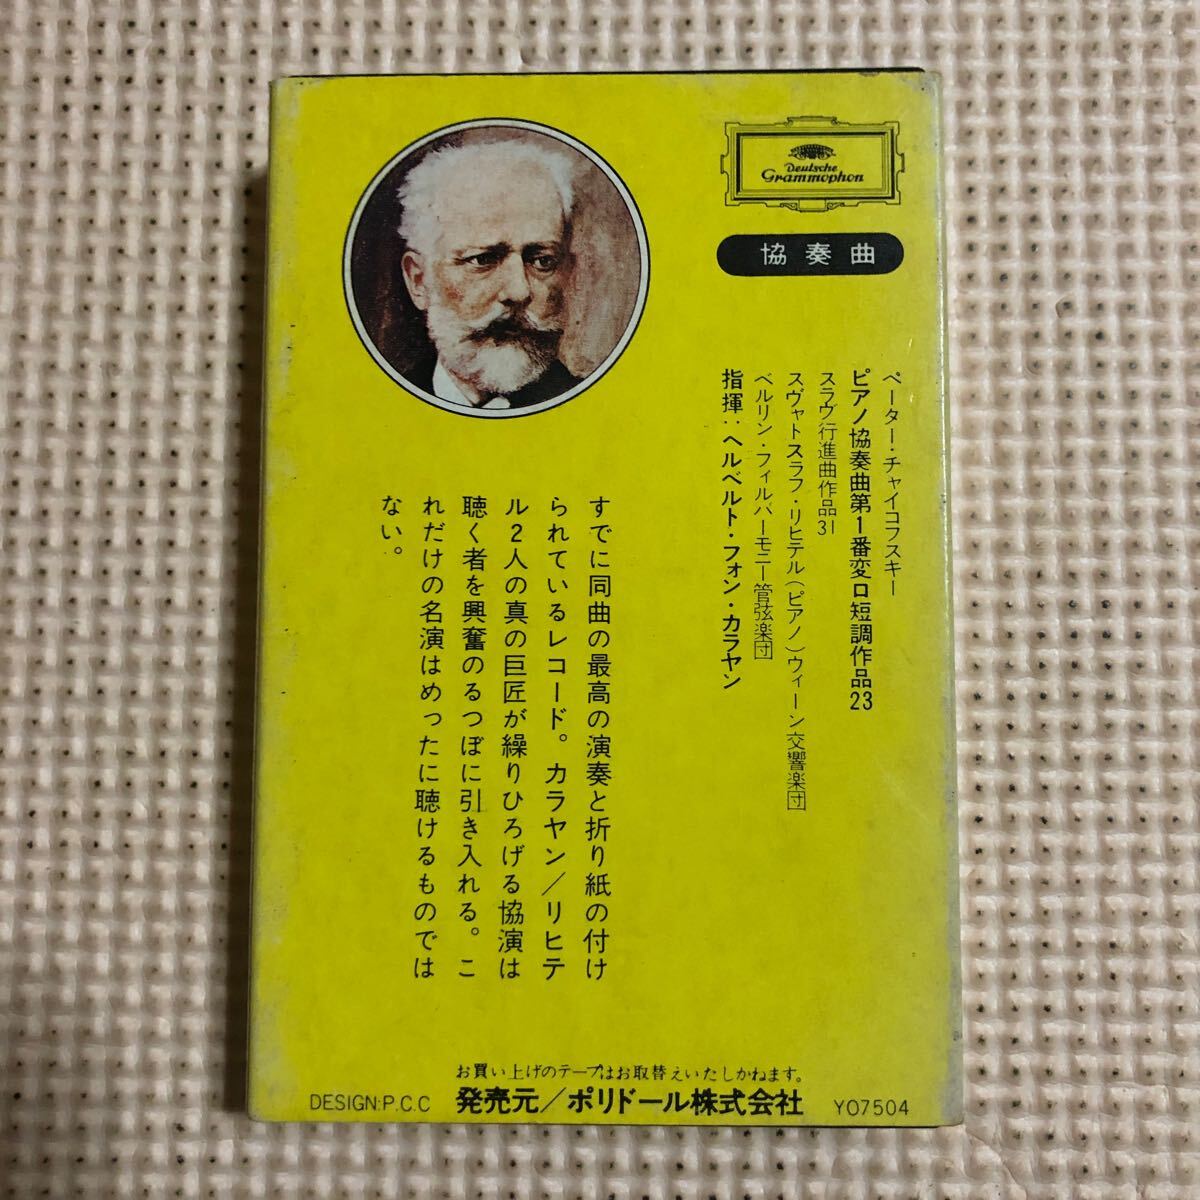 Deutsche
Grammophon
協奏曲
ペーター・チャイコフスキー
ピアノ協奏曲第1番変ロ短調作品23
スラヴ行進曲作品31
スヴャトスラフ・リヒテル(ピアノ)ウィーン交響楽団
ベルリン・フィルハーモニー管弦楽団
指揮:ヘルベルト・フォン・カラヤン
すでに同曲の最高の演奏と折り紙の付け
られているレコード。カラヤン/リヒテ
ル2人の真の巨匠が繰りひろげる協演は
聴く者を興奮のるつぼに引き入れる。こ
れだけの名演はめったに聴けるものでは
ない。
お買い上げのテープはお取替えいたしかねます。
DESIGN:P.C.C 発売元/ポリドール株式会社 YO7504